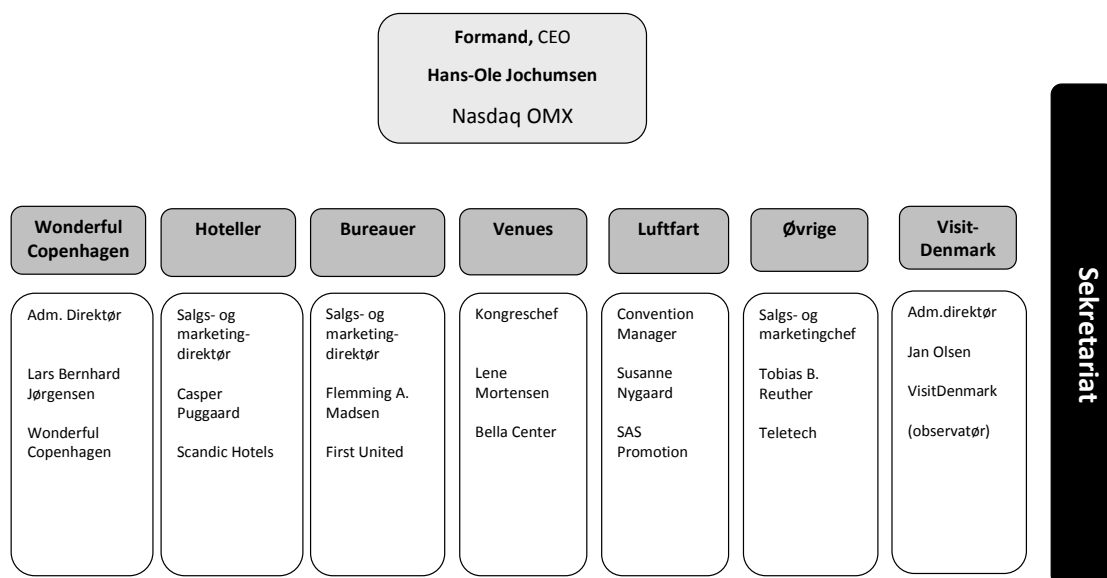 Formand, CEO
Hans-Ole Jochumsen
Nasdaq OMX
Wonderful
Copenhagen
Adm. Direktør
Lars Bernhard
Jørgensen
Wonderful
Copenhagen
Hoteller
Salgs- og
marketing-
direktør
Casper
Puggaard
Scandic Hotels
Bureauer
Salgs- og
marketing-
direktør
Flemming A.
Madsen
First United
Venues
Kongreschef
Lene
Mortensen
Bella Center
Luftfart
Convention
Manager
Susanne
Nygaard
SAS
Promotion
Øvrige
Salgs- og
marketingchef
Tobias B.
Reuther
Teletech
Visit-
Denmark
Adm.direktør
Jan Olsen
VisitDenmark
(observatør)
Sekretariat